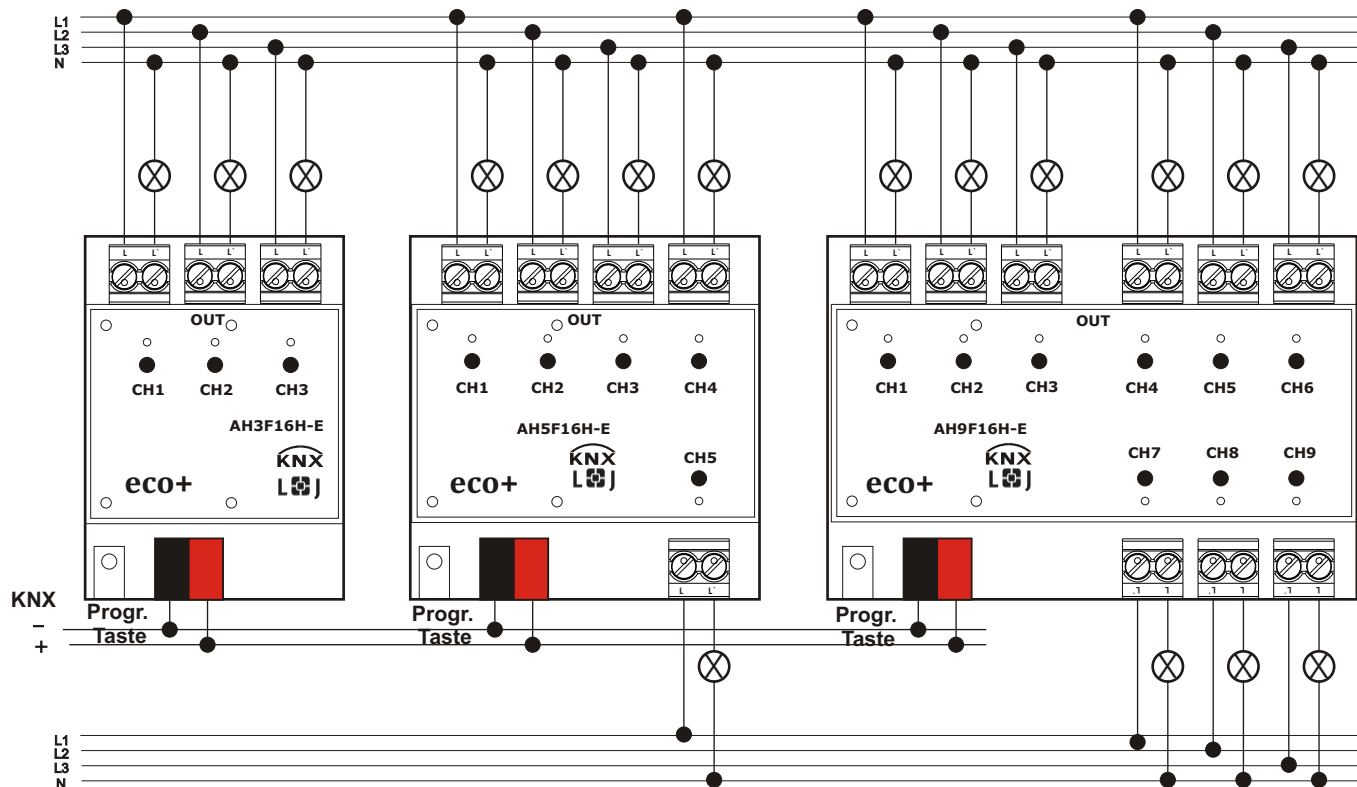 L1
L2
L3
N
L L` L L` L L`
L L` L L` L L` L L`
L L` L L` L L` L L` L L` L L`
OUT
CH1 CH2 CH3
AH3F16H-E
KNX
eco+
L J
OUT
CH1 CH2 CH3 CH4
AH5F16H-E
KNX
CH5
eco+
L J
OUT
CH1 CH2 CH3 CH4 CH5 CH6
AH9F16H-E
KNX
CH7 CH8 CH9
eco+
L J
L L`
L` L L` L L` L
KNX
–
+
Progr.
Taste
Progr.
Taste
Progr.
Taste
L1
L2
L3
N